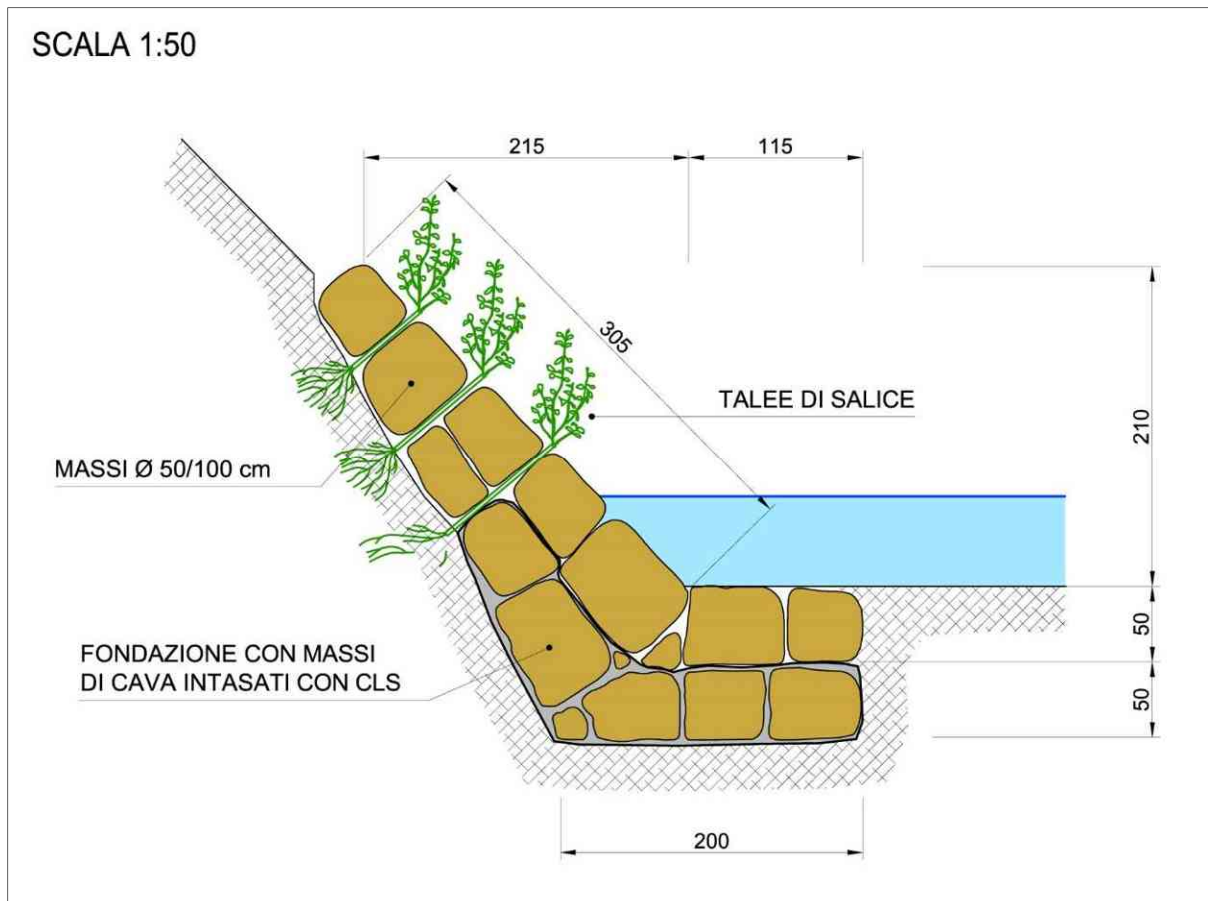 SCALA 1:50
215
115
305
TALEE DI SALICE
210
MASSI Ø 50/100 cm
50
FONDAZIONE CON MASSI
DI CAVA INTASATI CON CLS
50
200